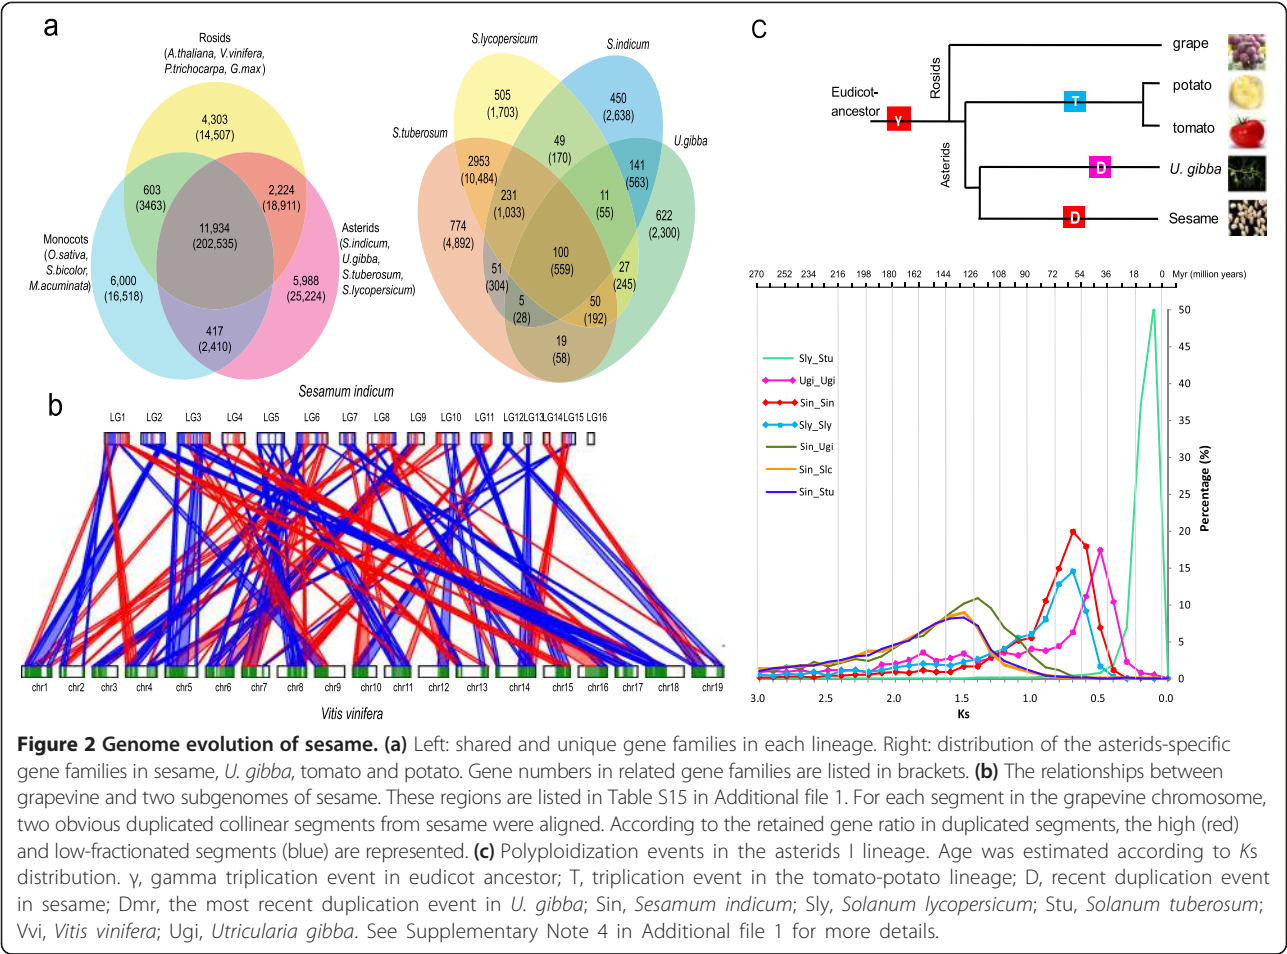 a
Rosids
(A.thaliana, V.vinifera,
P.trichocarpa, G.max)
4,303
(14,507)
603
(3463)
2,224
(18,911)
11,934
(202,535)
Monocots
(O.sativa,
S.bicolor,
M.acuminata)
6,000
(16,518)
Asterids
(S.indicum,
U.gibba,
S.tuberosum,
S.lycopersicum)
5,988
(25,224)
417
(2,410)
S.lycopersicum
S.indicum
S.tuberosum
U.gibba
505
(1,703)
450
(2,638)
49
(170)
2953
(10,484)
141
(563)
231
(1,033)
11
(55)
774
(4,892)
622
(2,300)
100
(559)
51
(304)
27
(245)
5
(28)
50
(192)
19
(58)
b
Sesamum indicum
LG1 LG2 LG3 LG4 LG5 LG6 LG7 LG8 LG9 LG10 LG11 LG12 LG13 LG14 LG15 LG16
chr1 chr2 chr3 chr4 chr5 chr6 chr7 chr8 chr9 chr10 chr11 chr12 chr13 chr14 chr15 chr16 chr17 chr18 chr19
Vitis vinifera
C
Eudicot-
ancestor
γ
Rosids
Asterids
T
D
D
grape
potato
tomato
U. gibba
Sesame
270 252 234 216 198 180 162 144 126 108 90 72 54 36 18 0 Myr (million years)
Sly_Stu
Ugi_Ugi
Sin_Sin
Sly_Sly
Sin_Ugi
Sin_Slc
Sin_Stu
50
45
40
35
30
25
20
15
10
5
0
Percentage (%)
3.0 2.5 2.0 1.5 1.0 0.5 0.0
Ks
Figure 2 Genome evolution of sesame. (a) Left: shared and unique gene families in each lineage. Right: distribution of the asterids-specific
gene families in sesame, U. gibba, tomato and potato. Gene numbers in related gene families are listed in brackets. (b) The relationships between
grapevine and two subgenomes of sesame. These regions are listed in Table S15 in Additional file 1. For each segment in the grapevine chromosome,
two obvious duplicated collinear segments from sesame were aligned. According to the retained gene ratio in duplicated segments, the high (red)
and low-fractionated segments (blue) are represented. (c) Polyploidization events in the asterids I lineage. Age was estimated according to Ks
distribution. γ, gamma triplication event in eudicot ancestor; T, triplication event in the tomato-potato lineage; D, recent duplication event
in sesame; Dmr, the most recent duplication event in U. gibba; Sin, Sesamum indicum; Sly, Solanum lycopersicum; Stu, Solanum tuberosum;
Vvi, Vitis vinifera; Ugi, Utricularia gibba. See Supplementary Note 4 in Additional file 1 for more details.